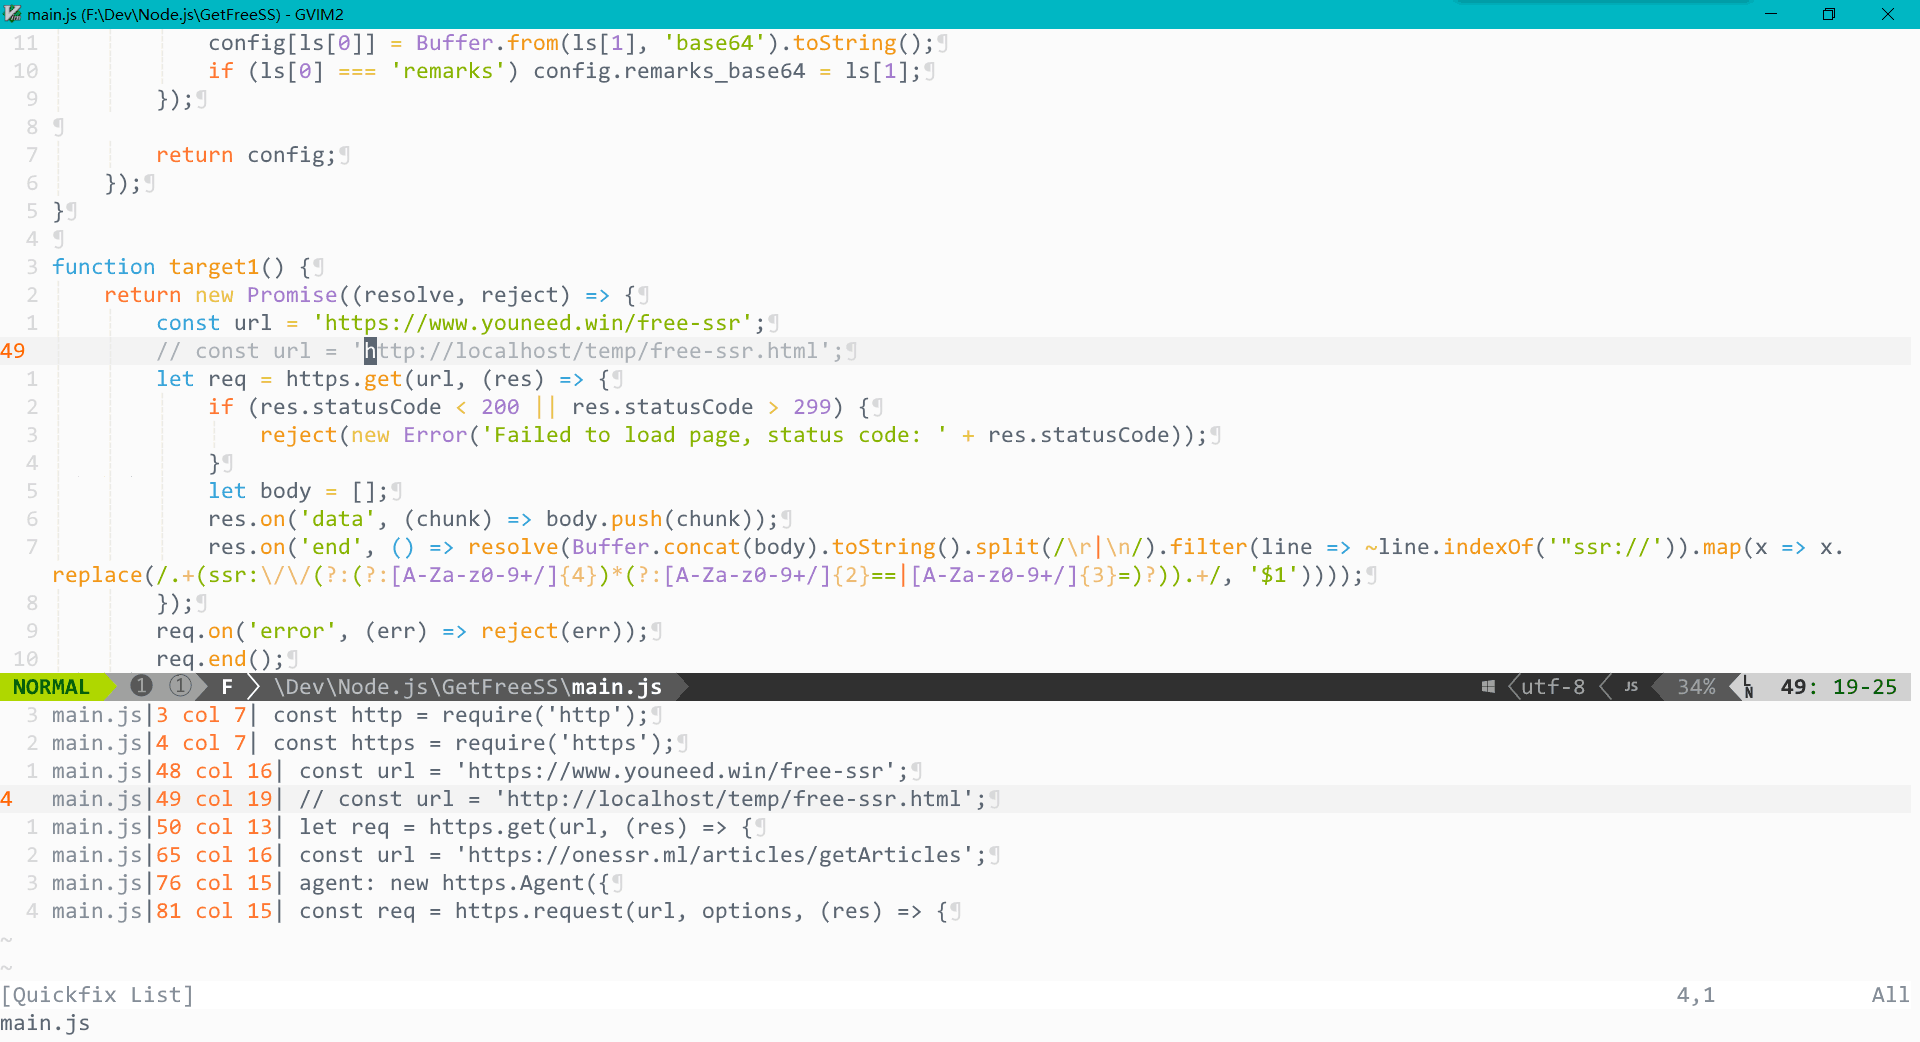 main.js (F:\Dev\Node.js\GetFreeSS) - GVIM2
11 config[ls[0]] = Buffer.from(ls[1], 'base64').toString();¶
10 if (ls[0] === 'remarks') config.remarks_base64 = ls[1];¶
9 });¶
8 ¶
7 return config;¶
6 });¶
5 }¶
4 ¶
3 function target1() {¶
2 return new Promise((resolve, reject) => {¶
1 const url = 'https://www.youneed.win/free-ssr';¶
49 // const url = 'http://localhost/temp/free-ssr.html';¶
1 let req = https.get(url, (res) => {¶
2 if (res.statusCode < 200 || res.statusCode > 299) {¶
3 reject(new Error('Failed to load page, status code: ' + res.statusCode));¶
4 }¶
5 let body = [];¶
6 res.on('data', (chunk) => body.push(chunk));¶
7 res.on('end', () => resolve(Buffer.concat(body).toString().split(/\r|\n/).filter(line => ~line.indexOf('"ssr://')).map(x => x.
replace(/.+(ssr:\/\/(?:(?:[A-Za-z0-9+/]{4})*(?:[A-Za-z0-9+/]{2}==|[A-Za-z0-9+/]{3}=)?)).+/, '$1'))));¶
8 });¶
9 req.on('error', (err) => reject(err));¶
10 req.end();¶
NORMAL ❶ ① F \Dev\Node.js\GetFreeSS\main.js utf-8 JS 34% LN 49: 19-25
3 main.js|3 col 7| const http = require('http');¶
2 main.js|4 col 7| const https = require('https');¶
1 main.js|48 col 16| const url = 'https://www.youneed.win/free-ssr';¶
4 main.js|49 col 19| // const url = 'http://localhost/temp/free-ssr.html';¶
1 main.js|50 col 13| let req = https.get(url, (res) => {¶
2 main.js|65 col 16| const url = 'https://onessr.ml/articles/getArticles';¶
3 main.js|76 col 15| agent: new https.Agent({¶
4 main.js|81 col 15| const req = https.request(url, options, (res) => {¶
~
~
[Quickfix List] 4,1 All
main.js